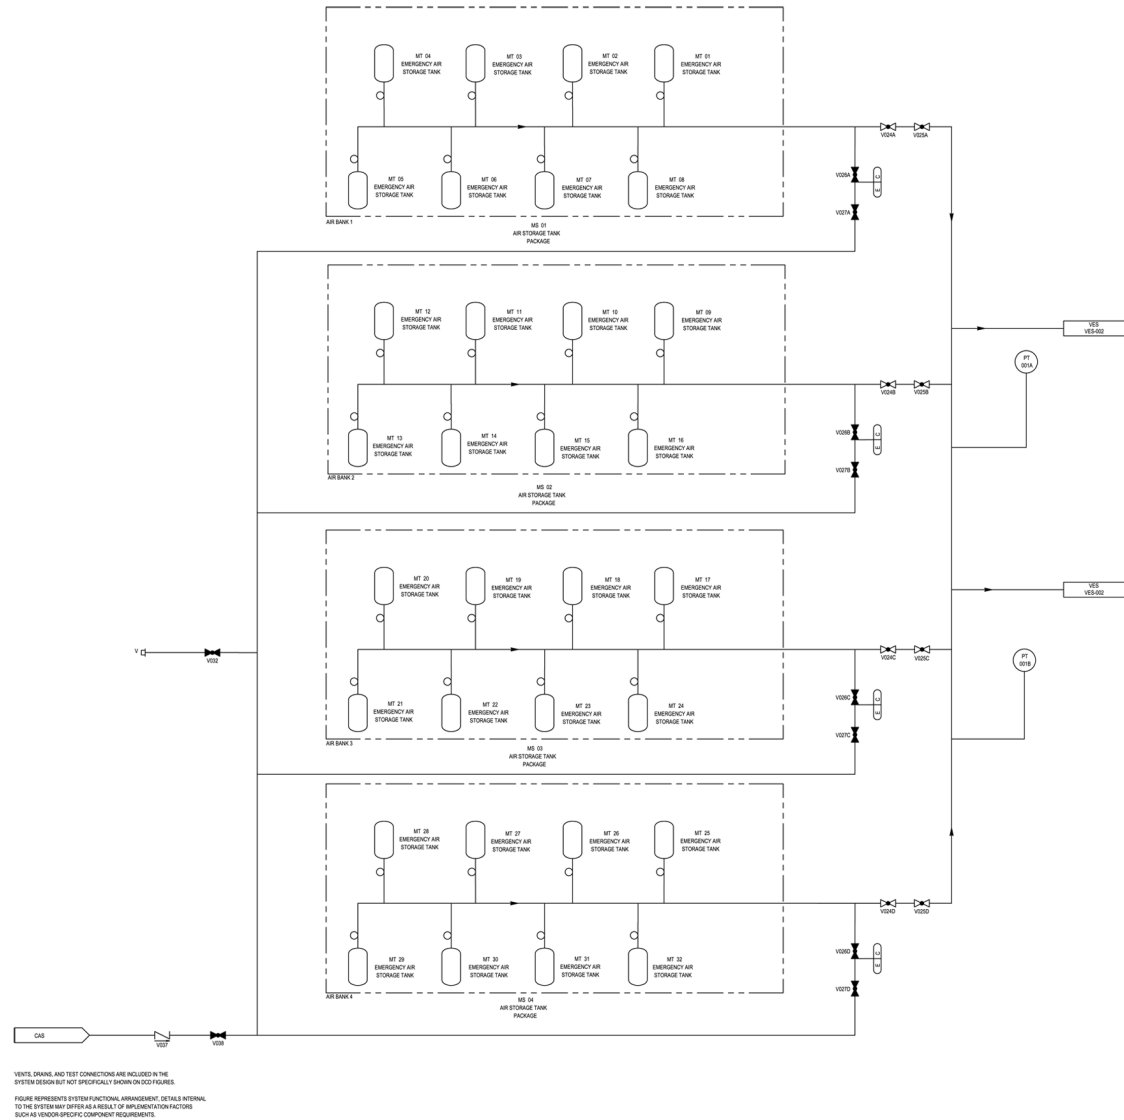 MT 04
EMERGENCY AIR
STORAGE TANK
MT 03
EMERGENCY AIR
STORAGE TANK
MT 02
EMERGENCY AIR
STORAGE TANK
MT 01
EMERGENCY AIR
STORAGE TANK
V024A
V025A
MT 05
EMERGENCY AIR
STORAGE TANK
MT 06
EMERGENCY AIR
STORAGE TANK
MT 07
EMERGENCY AIR
STORAGE TANK
MT 08
EMERGENCY AIR
STORAGE TANK
V026A
E C
V027A
AIR BANK 1
MS 01
AIR STORAGE TANK
PACKAGE
MT 12
EMERGENCY AIR
STORAGE TANK
MT 11
EMERGENCY AIR
STORAGE TANK
MT 10
EMERGENCY AIR
STORAGE TANK
MT 09
EMERGENCY AIR
STORAGE TANK
VES
VES-002
PT
001A
V024B
V025B
MT 13
EMERGENCY AIR
STORAGE TANK
MT 14
EMERGENCY AIR
STORAGE TANK
MT 15
EMERGENCY AIR
STORAGE TANK
MT 16
EMERGENCY AIR
STORAGE TANK
V026B
E C
V027B
AIR BANK 2
MS 02
AIR STORAGE TANK
PACKAGE
MT 20
EMERGENCY AIR
STORAGE TANK
MT 19
EMERGENCY AIR
STORAGE TANK
MT 18
EMERGENCY AIR
STORAGE TANK
MT 17
EMERGENCY AIR
STORAGE TANK
VES
VES-002
V
V032
V024C
V025C
PT
001B
MT 21
EMERGENCY AIR
STORAGE TANK
MT 22
EMERGENCY AIR
STORAGE TANK
MT 23
EMERGENCY AIR
STORAGE TANK
MT 24
EMERGENCY AIR
STORAGE TANK
V026C
E C
V027C
AIR BANK 3
MS 03
AIR STORAGE TANK
PACKAGE
MT 28
EMERGENCY AIR
STORAGE TANK
MT 27
EMERGENCY AIR
STORAGE TANK
MT 26
EMERGENCY AIR
STORAGE TANK
MT 25
EMERGENCY AIR
STORAGE TANK
V024D
V025D
MT 29
EMERGENCY AIR
STORAGE TANK
MT 30
EMERGENCY AIR
STORAGE TANK
MT 31
EMERGENCY AIR
STORAGE TANK
MT 32
EMERGENCY AIR
STORAGE TANK
V026D
E C
V027D
AIR BANK 4
MS 04
AIR STORAGE TANK
PACKAGE
CAS
V037
V038
VENTS, DRAINS, AND TEST CONNECTIONS ARE INCLUDED IN THE
SYSTEM DESIGN BUT NOT SPECIFICALLY SHOWN ON DCD FIGURES.
FIGURE REPRESENTS SYSTEM FUNCTIONAL ARRANGEMENT, DETAILS INTERNAL
TO THE SYSTEM MAY DIFFER AS A RESULT OF IMPLEMENTATION FACTORS
SUCH AS VENDOR-SPECIFIC COMPONENT REQUIREMENTS.